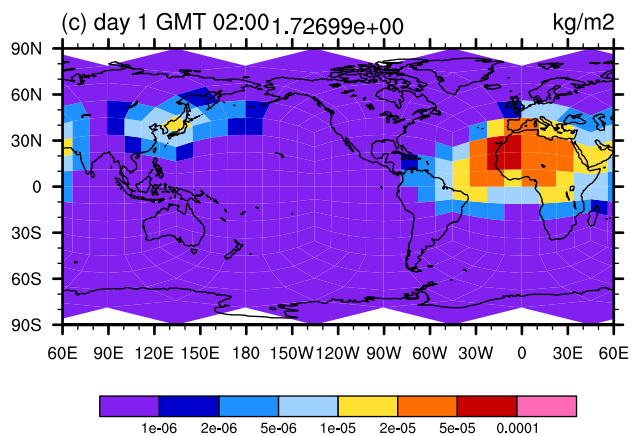 (c) day 1 GMT 02:00 1.72699e+00 kg/m2
90N
60N
30N
0
30S
60S
90S
60E 90E 120E 150E 180 150W 120W 90W 60W 30W 0 30E 60E
1e-06 2e-06 5e-06 1e-05 2e-05 5e-05 0.0001